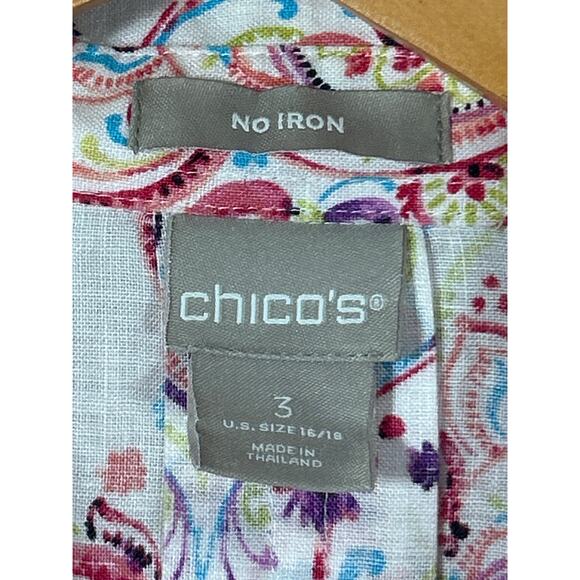 NO IRON
chico's®
3
U.S. SIZE 16/18
MADE IN
THAILAND